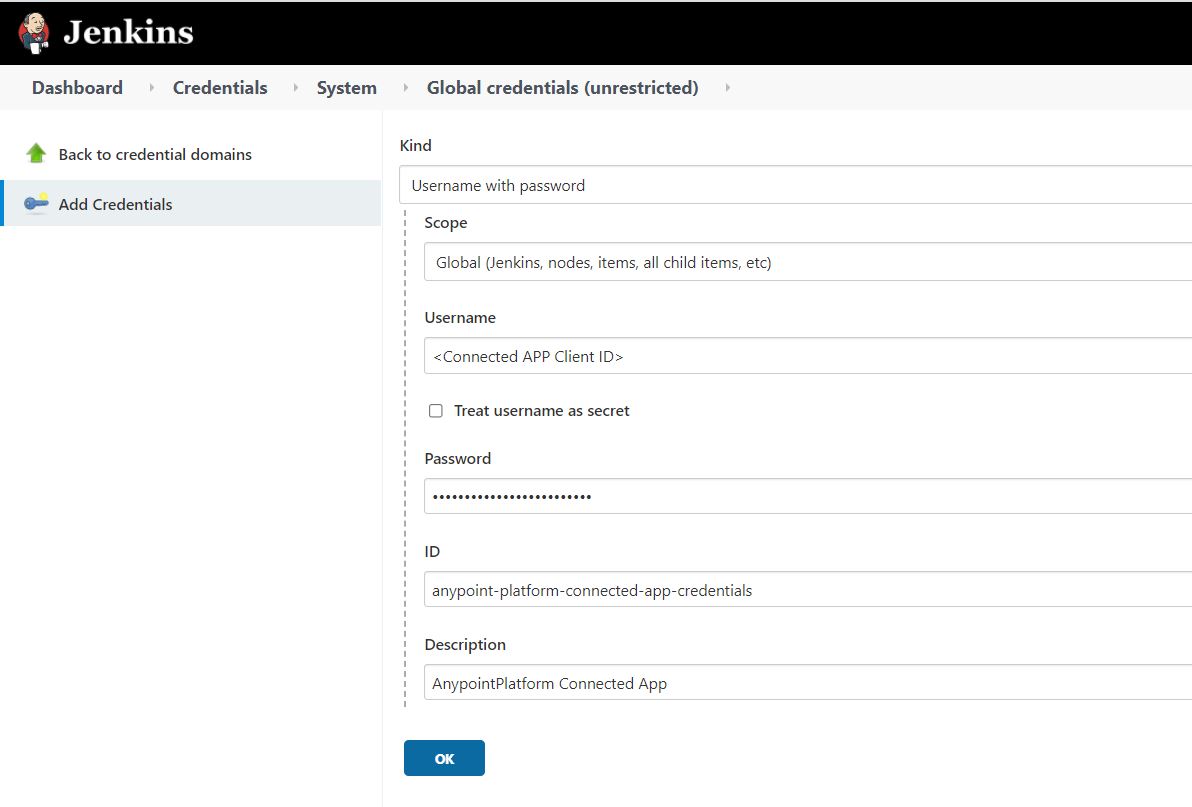 Jenkins
Dashboard Credentials System Global credentials (unrestricted)
Back to credential domains
Add Credentials
Kind
Username with password
Scope
Global (Jenkins, nodes, items, all child items, etc)
Username
<Connected APP Client ID>
Treat username as secret
Password
•••••••••••••••••••••••••
ID
anypoint-platform-connected-app-credentials
Description
AnypointPlatform Connected App
OK